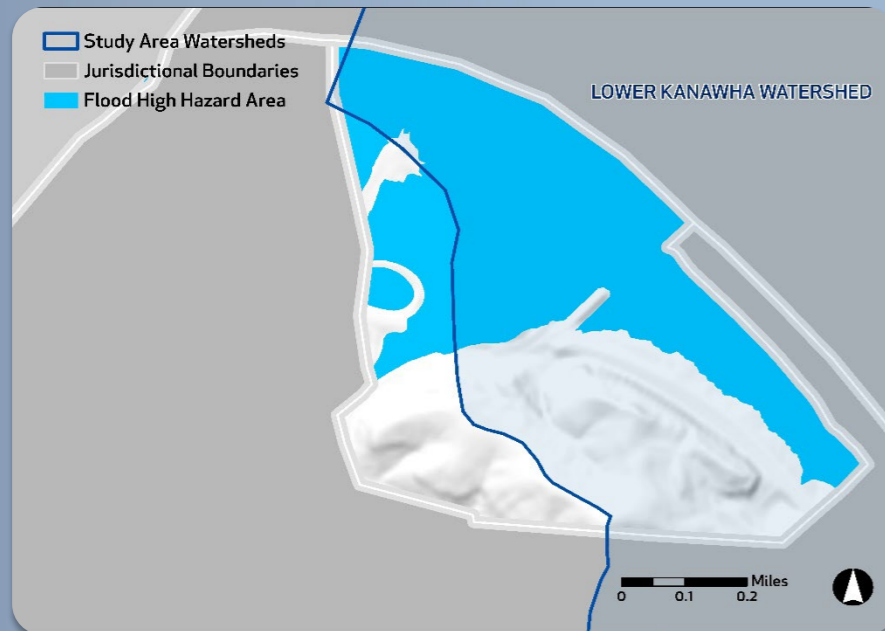 Study Area Watersheds
Jurisdictional Boundaries
Flood High Hazard Area
LOWER KANAWHA WATERSHED
Miles
0 0.1 0.2